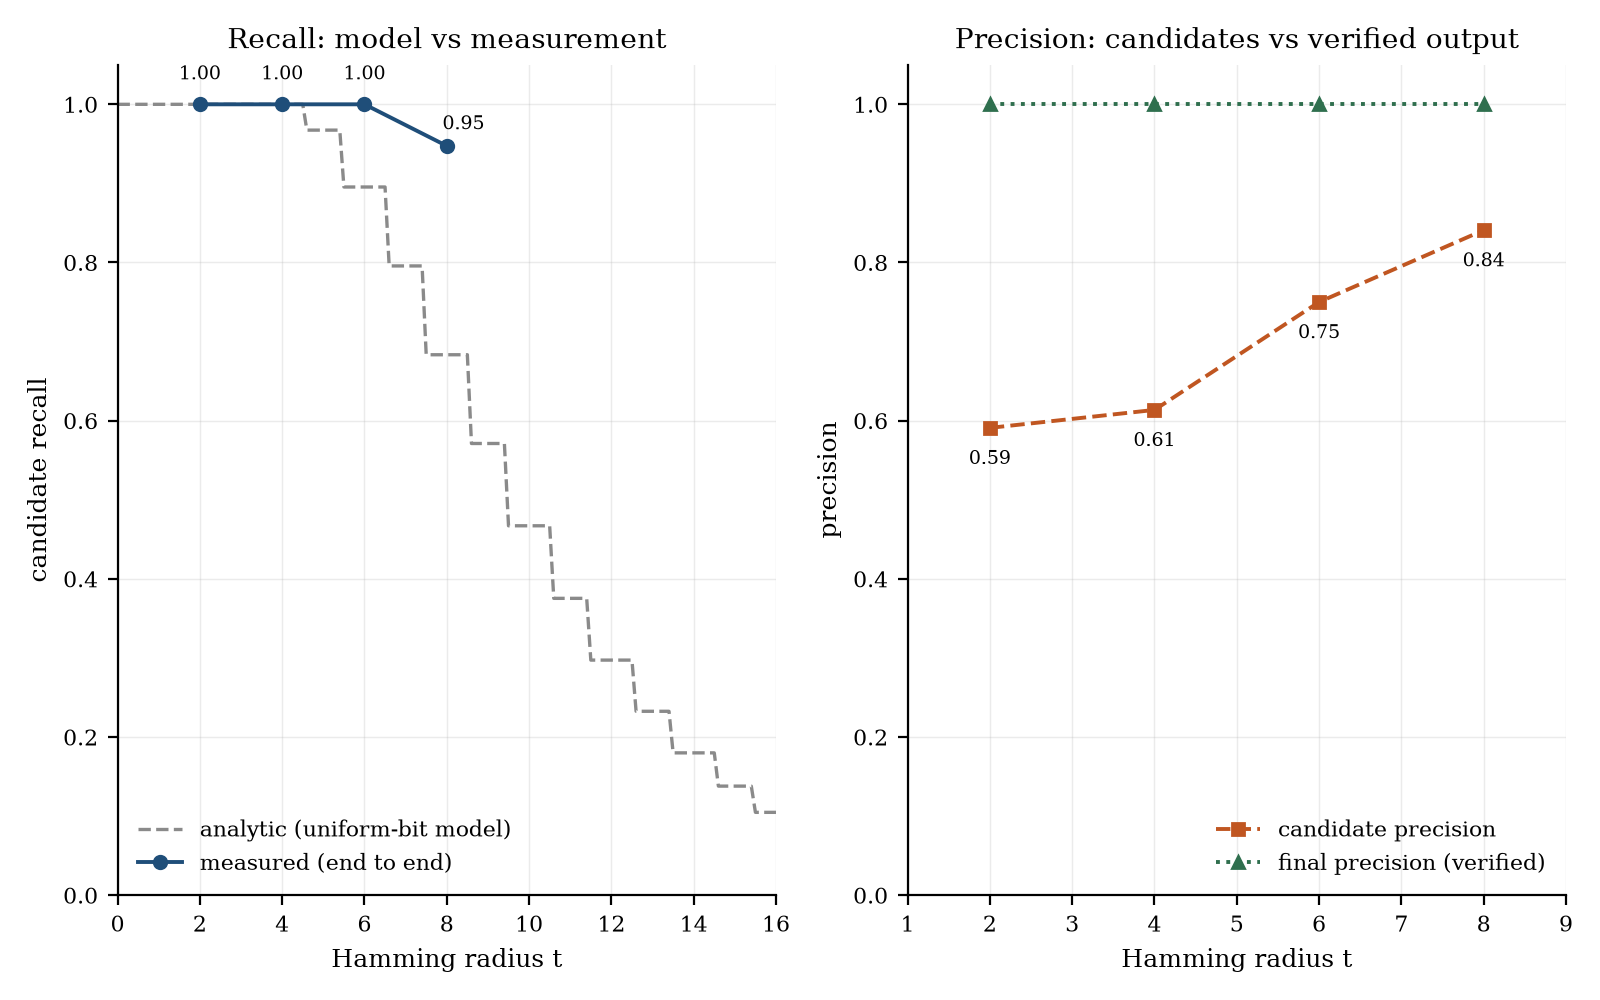 Recall: model vs measurement
1.00 1.00 1.00
0.95
1.0
0.8
0.6
0.4
0.2
0.0
candidate recall
analytic (uniform-bit model)
measured (end to end)
0 2 4 6 8 10 12 14 16
Hamming radius t
Precision: candidates vs verified output
1.0
0.8
0.6
0.4
0.2
0.0
precision
0.84
0.75
0.61
0.59
candidate precision
final precision (verified)
1 2 3 4 5 6 7 8 9
Hamming radius t